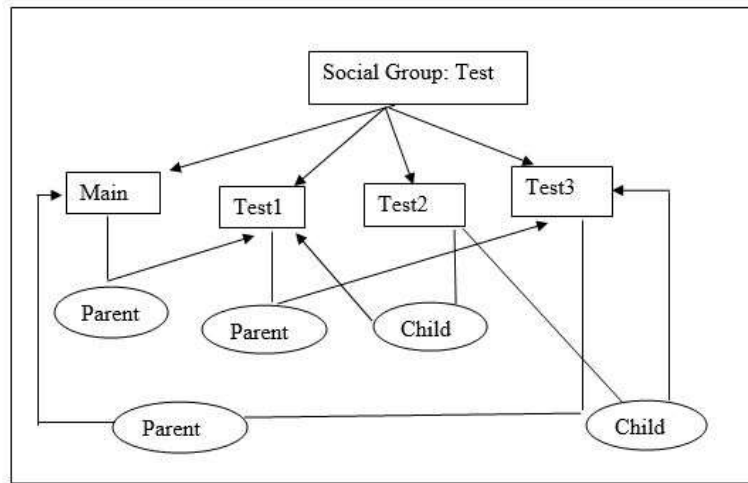 Social Group: Test
Main
Test1
Test2
Test3
Parent
Parent
Child
Parent
Child